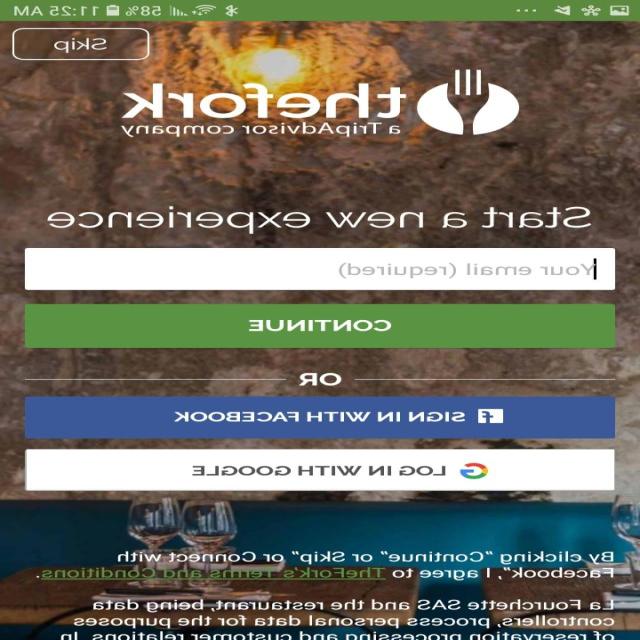 58% 11:25 AM
Skip
thefork
a TripAdvisor company
Start a new experience
Your email (required)
CONTINUE
OR
f SIGN IN WITH FACEBOOK
G LOG IN WITH GOOGLE
By clicking "Continue" or "Skip" or "Connect with
Facebook", I agree to TheFork's Terms and Conditions.
La Fourchette SAS and the restaurant, being data
controllers, process personal data for the purposes
of reservation processing and customer relations. In